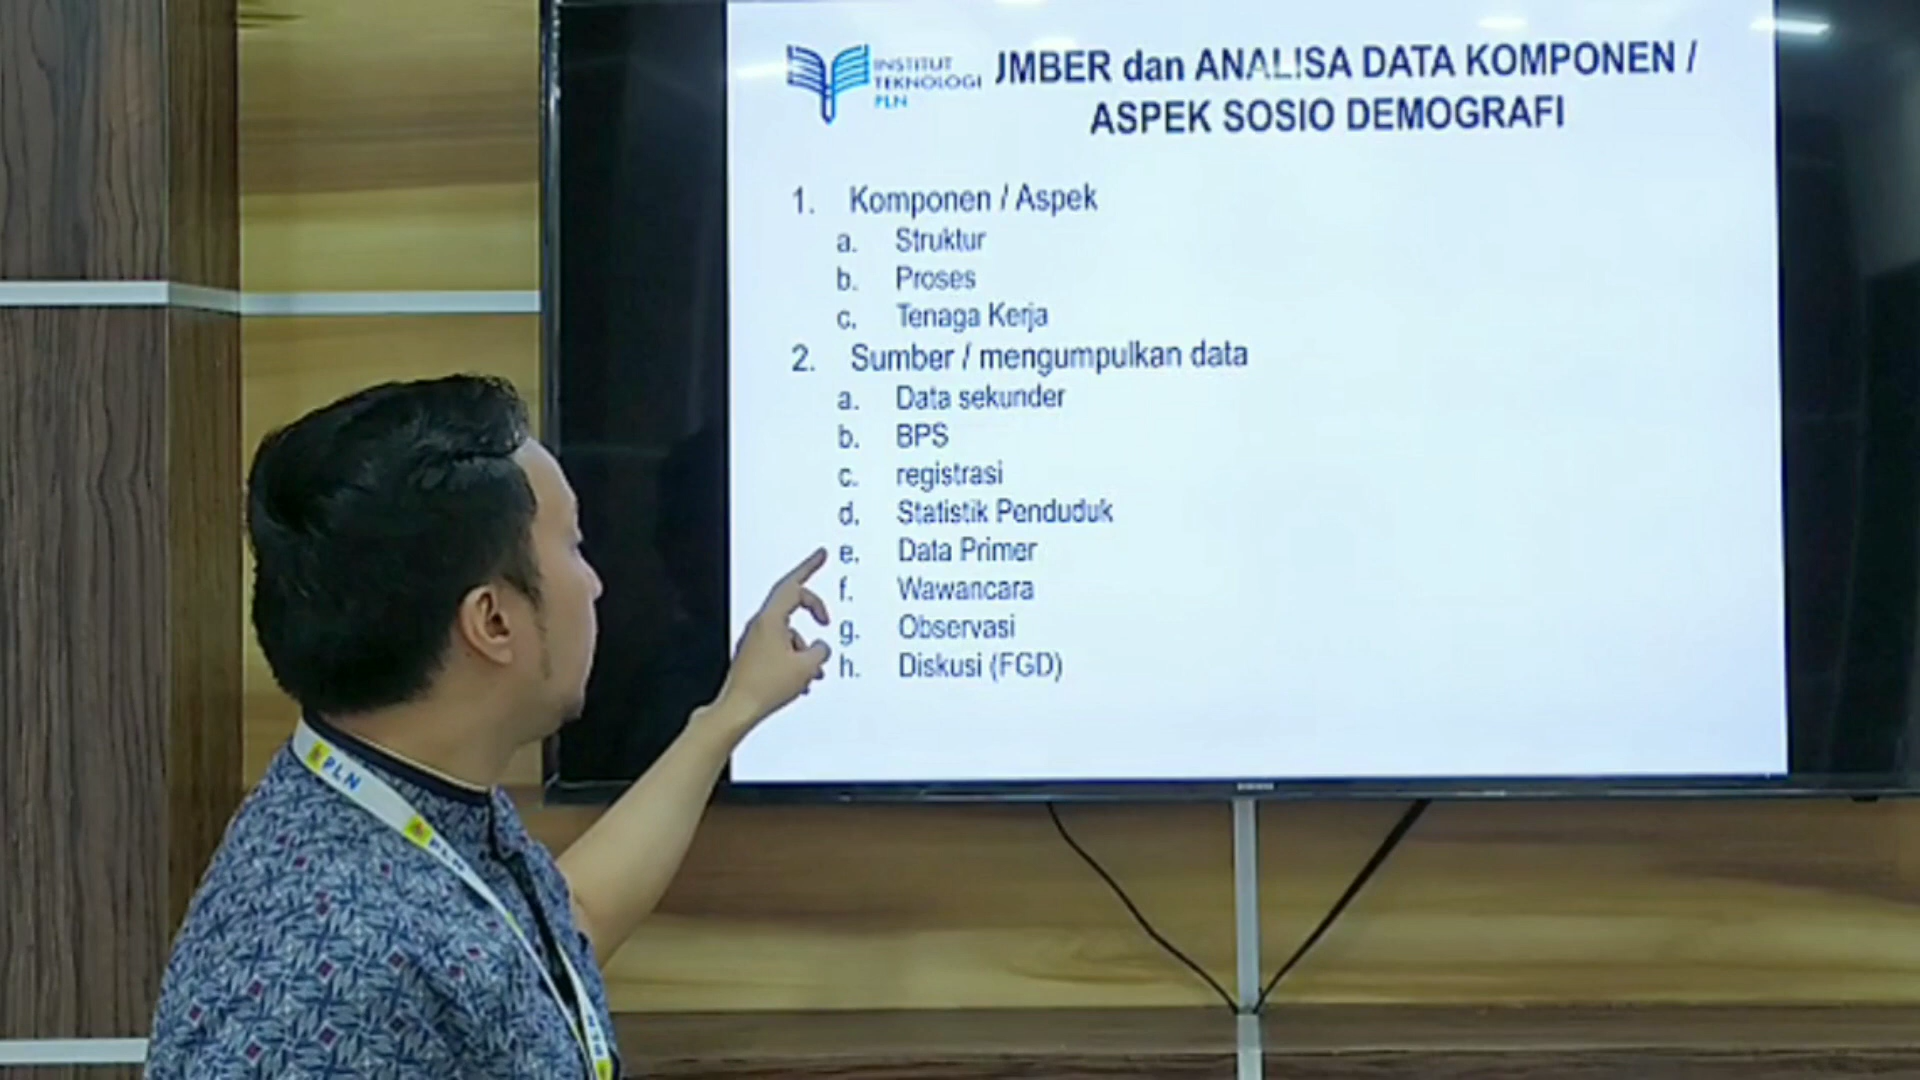 INSTITUT
TEKNOLOGI
PLN
UMBER dan ANALISA DATA KOMPONEN /
ASPEK SOSIO DEMOGRAFI
1. Komponen / Aspek
a. Struktur
b. Proses
c. Tenaga Kerja
2. Sumber / mengumpulkan data
a. Data sekunder
b. BPS
c. registrasi
d. Statistik Penduduk
e. Data Primer
f. Wawancara
g. Observasi
h. Diskusi (FGD)
PLN